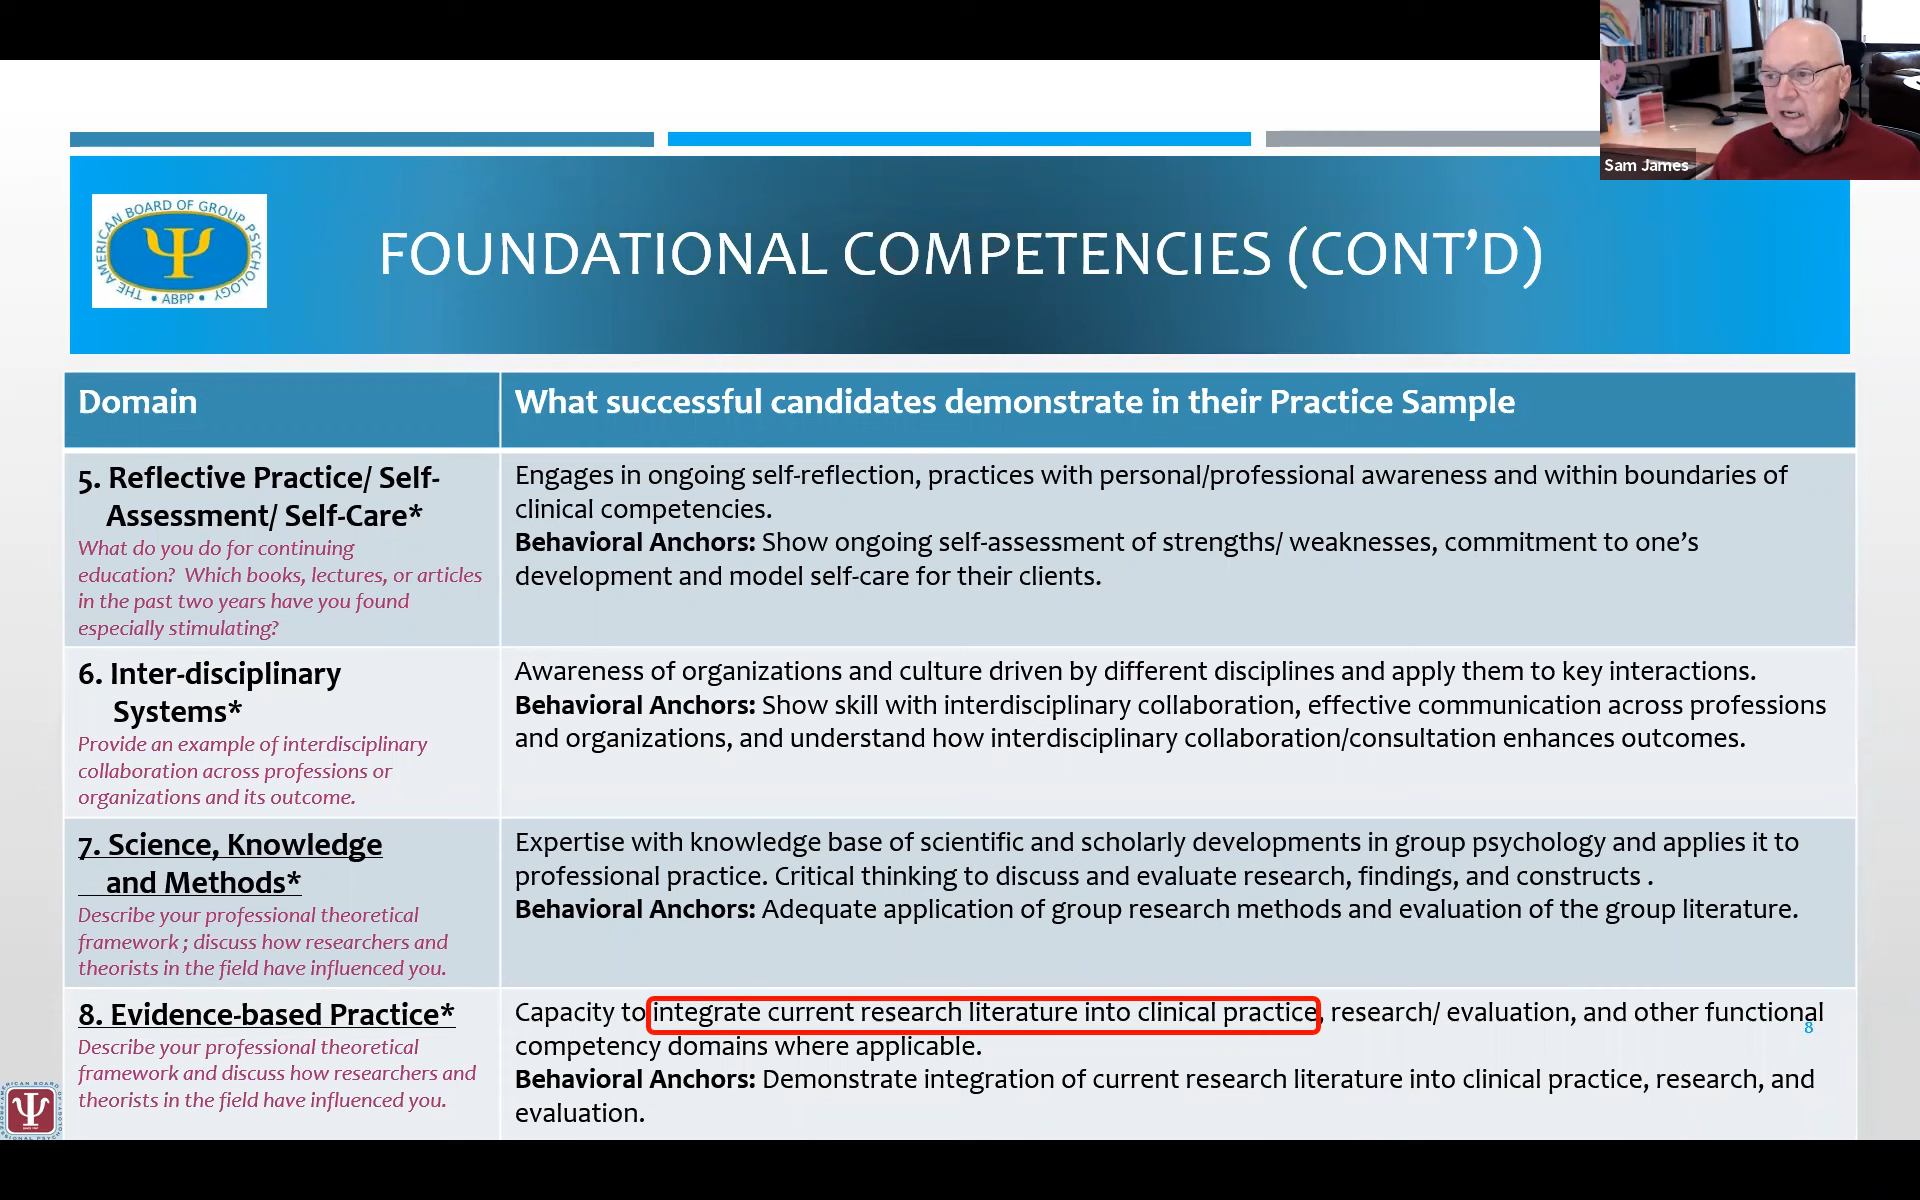 Sam James
THE AMERICAN BOARD OF GROUP PSYCHOLOGY
• ABPP •
FOUNDATIONAL COMPETENCIES (CONT’D)
Domain
What successful candidates demonstrate in their Practice Sample
5. Reflective Practice/ Self-
Assessment/ Self-Care*
What do you do for continuing
education? Which books, lectures, or articles
in the past two years have you found
especially stimulating?
Engages in ongoing self-reflection, practices with personal/professional awareness and within boundaries of
clinical competencies.
Behavioral Anchors: Show ongoing self-assessment of strengths/ weaknesses, commitment to one’s
development and model self-care for their clients.
6. Inter-disciplinary
Systems*
Provide an example of interdisciplinary
collaboration across professions or
organizations and its outcome.
Awareness of organizations and culture driven by different disciplines and apply them to key interactions.
Behavioral Anchors: Show skill with interdisciplinary collaboration, effective communication across professions
and organizations, and understand how interdisciplinary collaboration/consultation enhances outcomes.
7. Science, Knowledge
and Methods*
Describe your professional theoretical
framework ; discuss how researchers and
theorists in the field have influenced you.
Expertise with knowledge base of scientific and scholarly developments in group psychology and applies it to
professional practice. Critical thinking to discuss and evaluate research, findings, and constructs .
Behavioral Anchors: Adequate application of group research methods and evaluation of the group literature.
8. Evidence-based Practice*
Describe your professional theoretical
framework and discuss how researchers and
theorists in the field have influenced you.
Capacity to integrate current research literature into clinical practice, research/ evaluation, and other functional
competency domains where applicable.
Behavioral Anchors: Demonstrate integration of current research literature into clinical practice, research, and
evaluation.
8